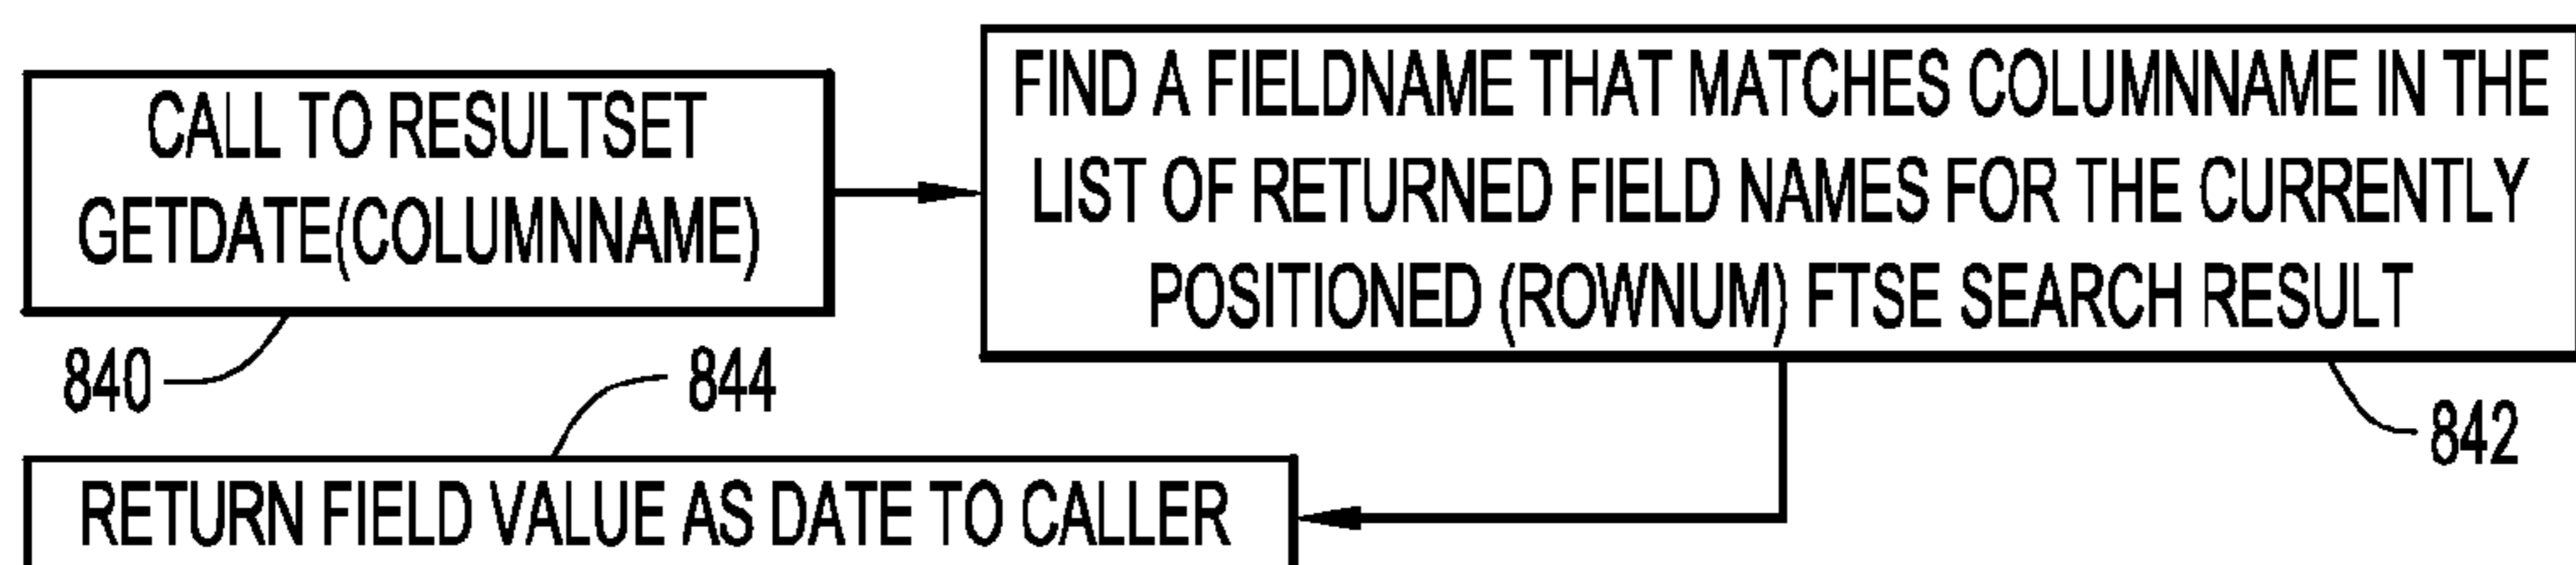 CALL TO RESULTSET
GETDATE(COLUMNNAME)
840
FIND A FIELDNAME THAT MATCHES COLUMNNAME IN THE
LIST OF RETURNED FIELD NAMES FOR THE CURRENTLY
POSITIONED (ROWNUM) FTSE SEARCH RESULT
842
844
RETURN FIELD VALUE AS DATE TO CALLER